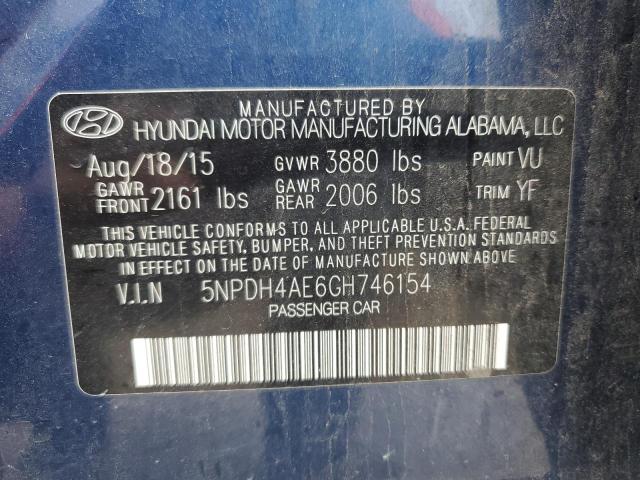 MANUFACTURED BY
HYUNDAI MOTOR MANUFACTURING ALABAMA, LLC
Aug/18/15 GVWR 3880 lbs PAINT VU
GAWR FRONT 2161 lbs GAWR REAR 2006 lbs TRIM YF
THIS VEHICLE CONFORMS TO ALL APPLICABLE U.S.A. FEDERAL
MOTOR VEHICLE SAFETY, BUMPER, AND THEFT PREVENTION STANDARDS
IN EFFECT ON THE DATE OF MANUFACTURE SHOWN ABOVE.
V.I.N 5NPDH4AE6GH746154
PASSENGER CAR